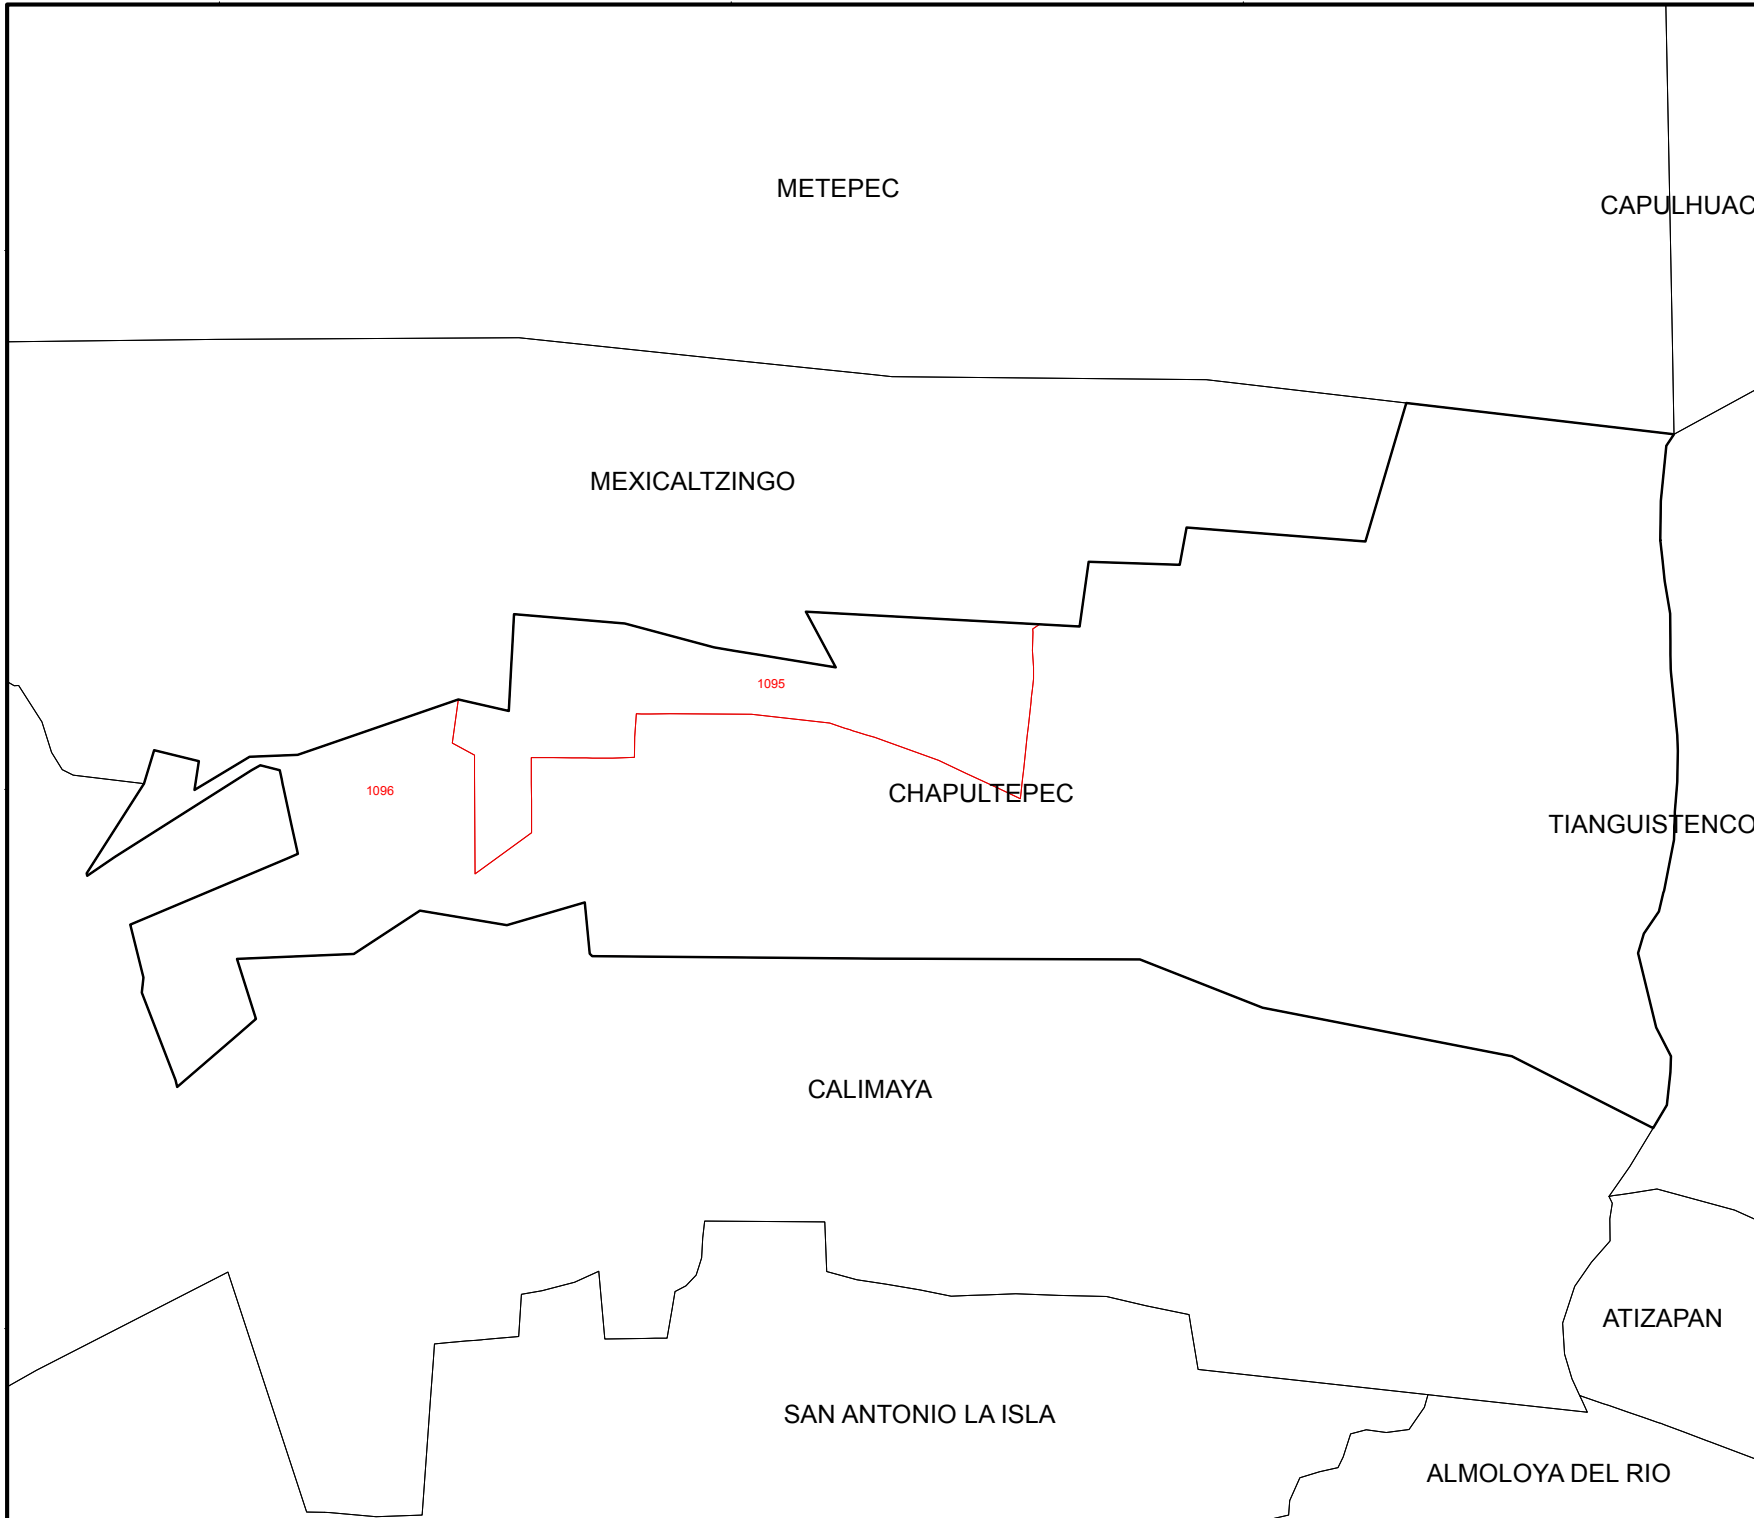 METEPEC
CAPULHUAC
MEXICALTZINGO
1095
1096
CHAPULTEPEC
TIANGUISTENCO
CALIMAYA
ATIZAPAN
SAN ANTONIO LA ISLA
ALMOLOYA DEL RIO